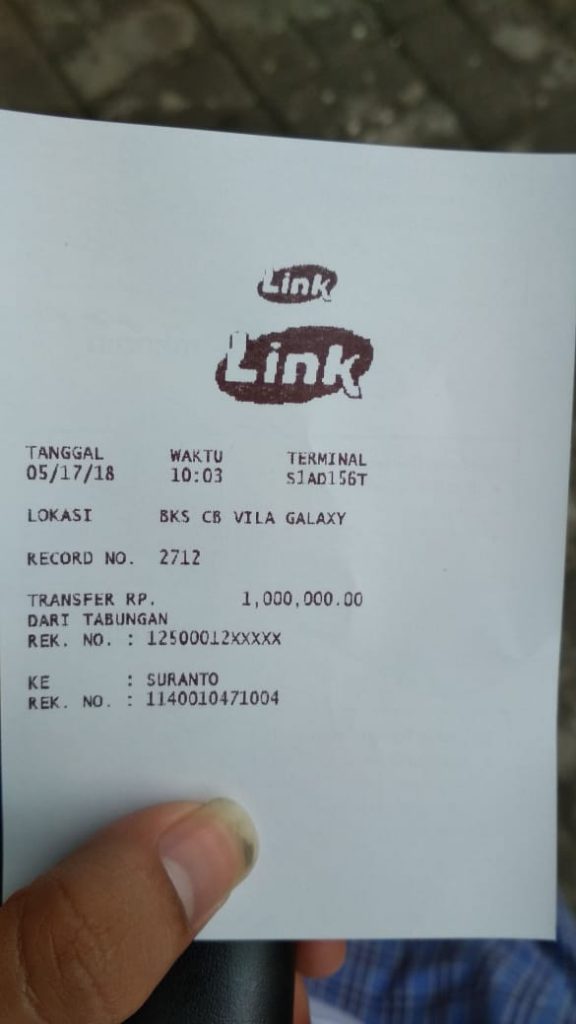 Link
Link
TANGGAL WAKTU TERMINAL
05/17/18 10:03 S1AD156T
LOKASI BKS CB VILA GALAXY
RECORD NO. 2712
TRANSFER RP. 1,000,000.00
DARI TABUNGAN
REK. NO. : 12500012XXXXX
KE : SURANTO
REK. NO. : 1140010471004